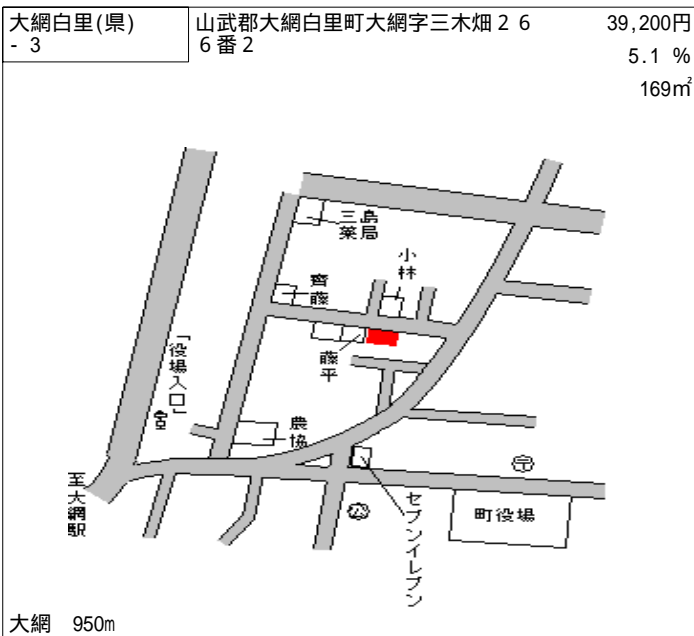 大網白里(県)
- 3
山武郡大網白里町大網字三木畑２６
６番２
39,200円
5.1 %
169㎡
三島
薬局
小林
齊藤
藤平
「役場入口」
農協
至大網駅
セブンイレブン
町役場
大網 950m